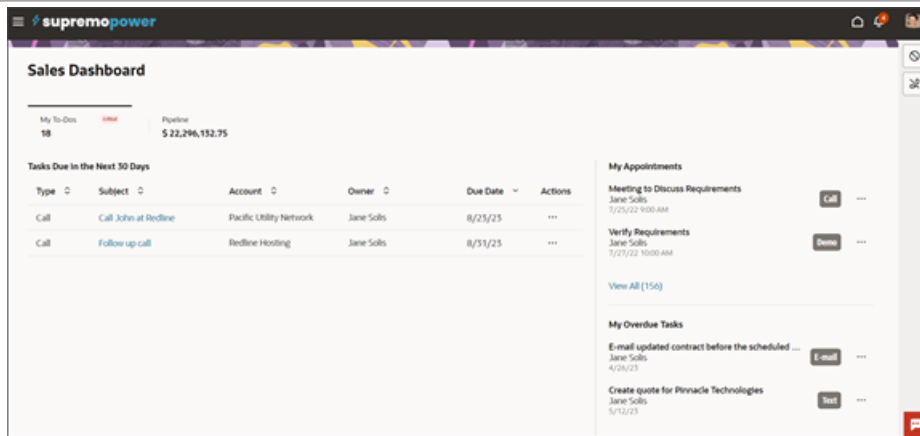 supremopower
4
Sales Dashboard
My To-Dos
18
Pipeline
$ 22,296,132.75
Tasks Due in the Next 30 Days
Type Subject Account Owner Due Date Actions
Call Call John at Redline Pacific Utility Network Jane Solis 8/23/23 ...
Call Follow up call Redline Hosting Jane Solis 8/31/23 ...
My Appointments
Meeting to Discuss Requirements
Jane Solis
7/25/22 9:00 AM
Call ...
Verify Requirements
Jane Solis
7/27/22 10:00 AM
Demo ...
View All (156)
My Overdue Tasks
E-mail updated contract before the scheduled ...
Jane Solis
4/26/23
E-mail ...
Create quote for Pinnacle Technologies
Jane Solis
5/12/23
Text ...